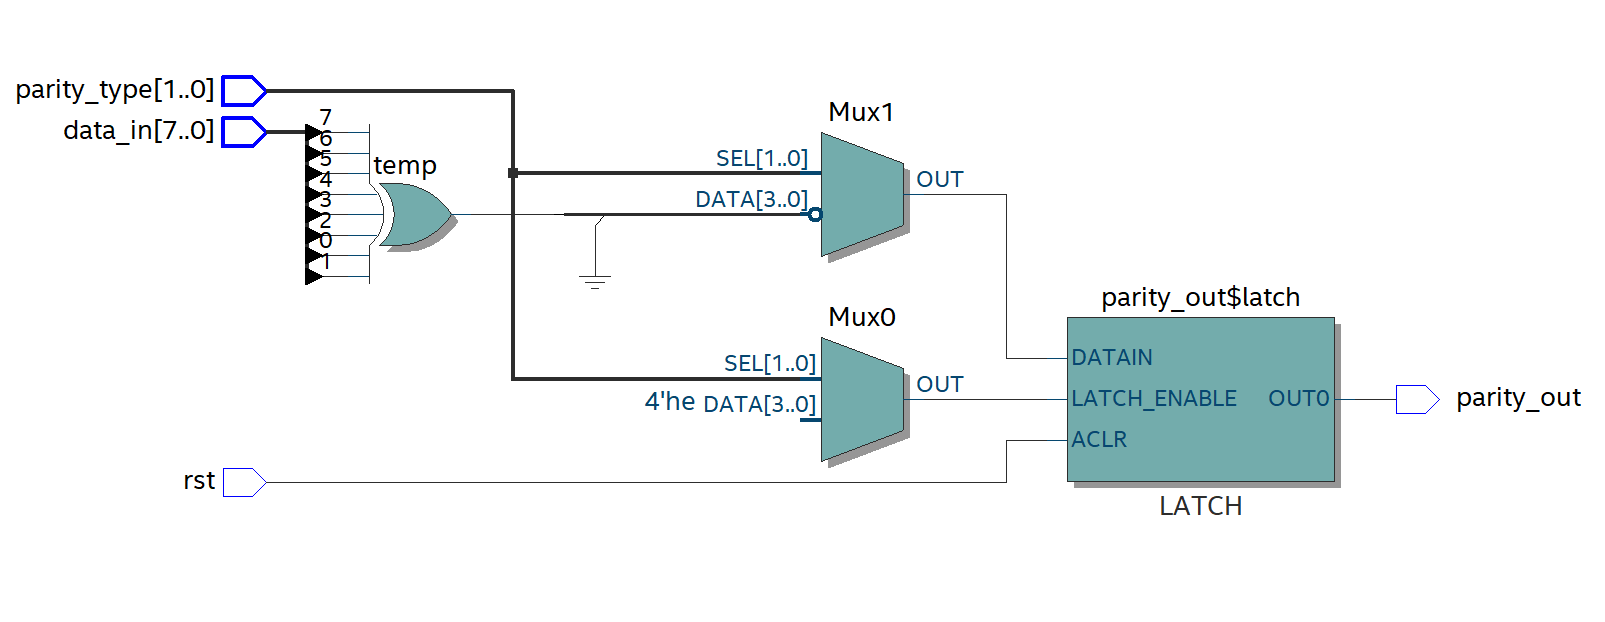 parity_type[1..0]
data_in[7..0]
7
6
5
4
3
2
0
1
temp
Mux1
SEL[1..0]
DATA[3..0]
OUT
Mux0
SEL[1..0]
4'he DATA[3..0]
OUT
parity_out$latch
DATAIN
LATCH_ENABLE OUT0
ACLR
LATCH
parity_out
rst